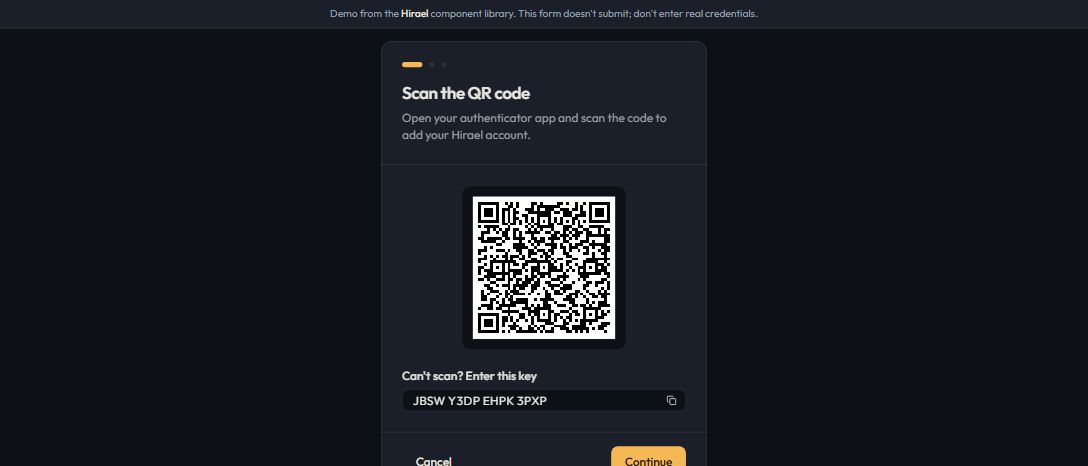 Demo from the Hirael component library. This form doesn't submit; don't enter real credentials.
Scan the QR code
Open your authenticator app and scan the code to
add your Hirael account.
Can't scan? Enter this key
JBSW Y3DP EHPK 3PXP
Cancel
Continue